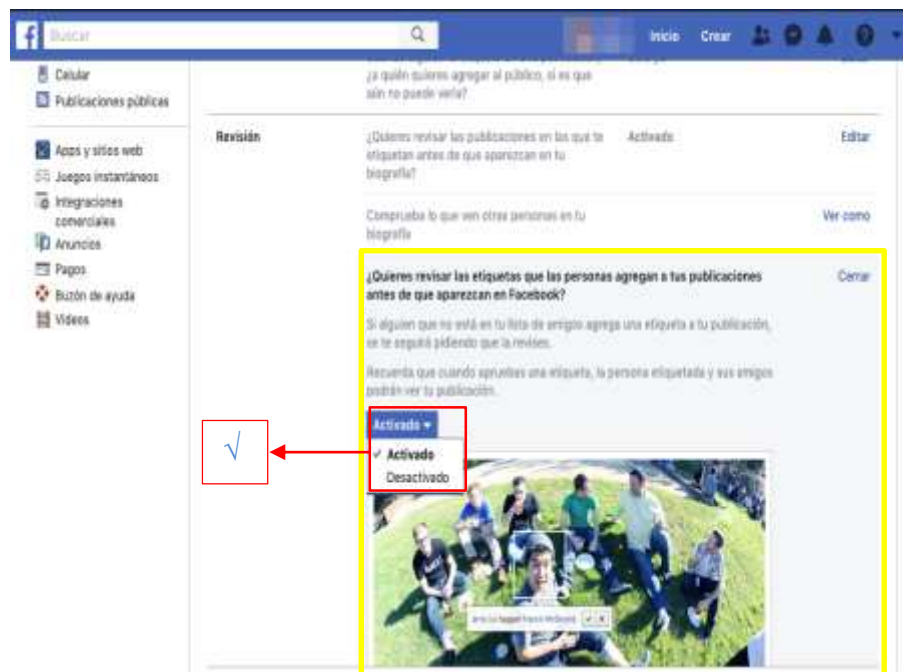 f Buscar
Inicio Crear
Celular
Publicaciones públicas
Apps y sitios web
Juegos instantáneos
Integraciones
comerciales
Anuncios
Pagos
Buzón de ayuda
Videos
¿a quién quieres agregar al público, si es que
aún no puede verla?
Revisión
¿Quieres revisar las publicaciones en las que te
etiquetan antes de que aparezcan en tu
biografía?
Activado
Editar
Comprueba lo que ven otras personas en tu
biografía
Ver como
¿Quieres revisar las etiquetas que las personas agregan a tus publicaciones
antes de que aparezcan en Facebook?
Cerrar
Si alguien que no está en tu lista de amigos agrega una etiqueta a tu publicación,
se te seguirá pidiendo que la revises.
Recuerda que cuando apruebas una etiqueta, la persona etiquetada y sus amigos
podrán ver tu publicación.
Activado
√
✓ Activado
Desactivado